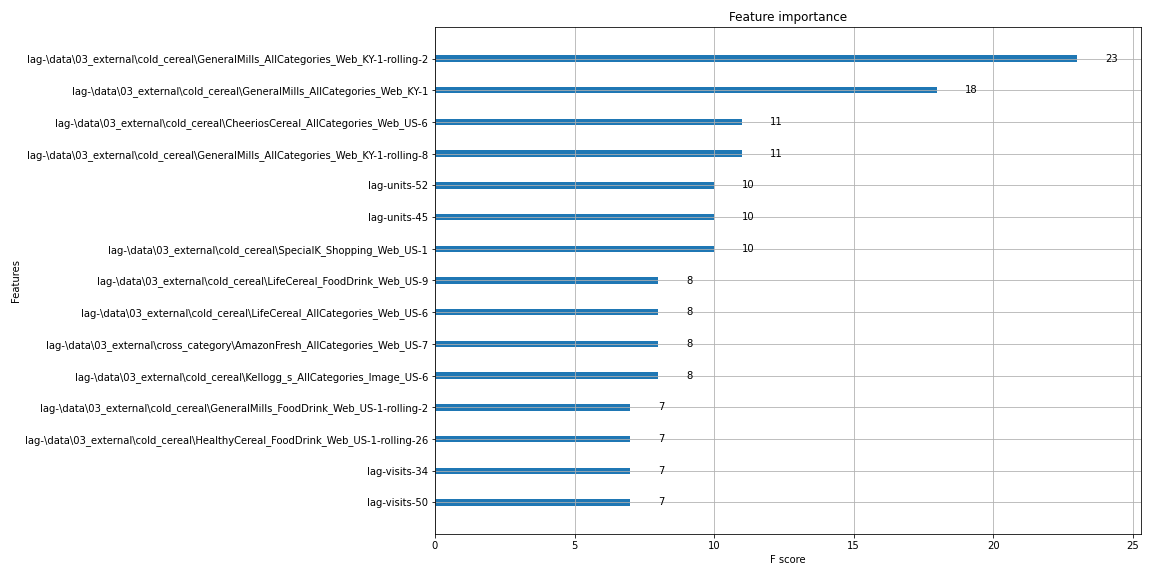 Feature importance
lag-\data\03_external\cold_cereal\GeneralMills_AllCategories_Web_KY-1-rolling-2 23
lag-\data\03_external\cold_cereal\GeneralMills_AllCategories_Web_KY-1 18
lag-\data\03_external\cold_cereal\CheeriosCereal_AllCategories_Web_US-6 11
lag-\data\03_external\cold_cereal\GeneralMills_AllCategories_Web_KY-1-rolling-8 11
lag-units-52 10
lag-units-45 10
lag-\data\03_external\cold_cereal\SpecialK_Shopping_Web_US-1 10
lag-\data\03_external\cold_cereal\LifeCereal_FoodDrink_Web_US-9 8
lag-\data\03_external\cold_cereal\LifeCereal_AllCategories_Web_US-6 8
lag-\data\03_external\cross_category\AmazonFresh_AllCategories_Web_US-7 8
lag-\data\03_external\cold_cereal\Kellogg_s_AllCategories_Image_US-6 8
lag-\data\03_external\cold_cereal\GeneralMills_FoodDrink_Web_US-1-rolling-2 7
lag-\data\03_external\cold_cereal\HealthyCereal_FoodDrink_Web_US-1-rolling-26 7
lag-visits-34 7
lag-visits-50 7
Features
0 5 10 15 20 25
F score